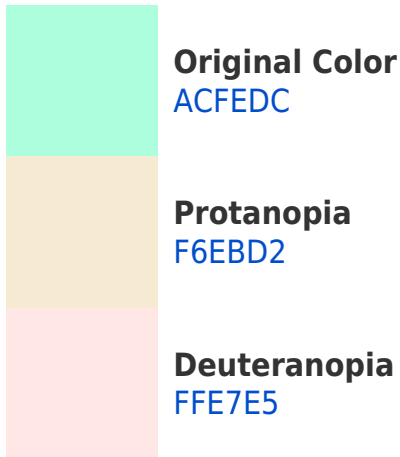 Original Color
ACFEDC
Protanopia
F6EBD2
Deuteranopia
FFE7E5